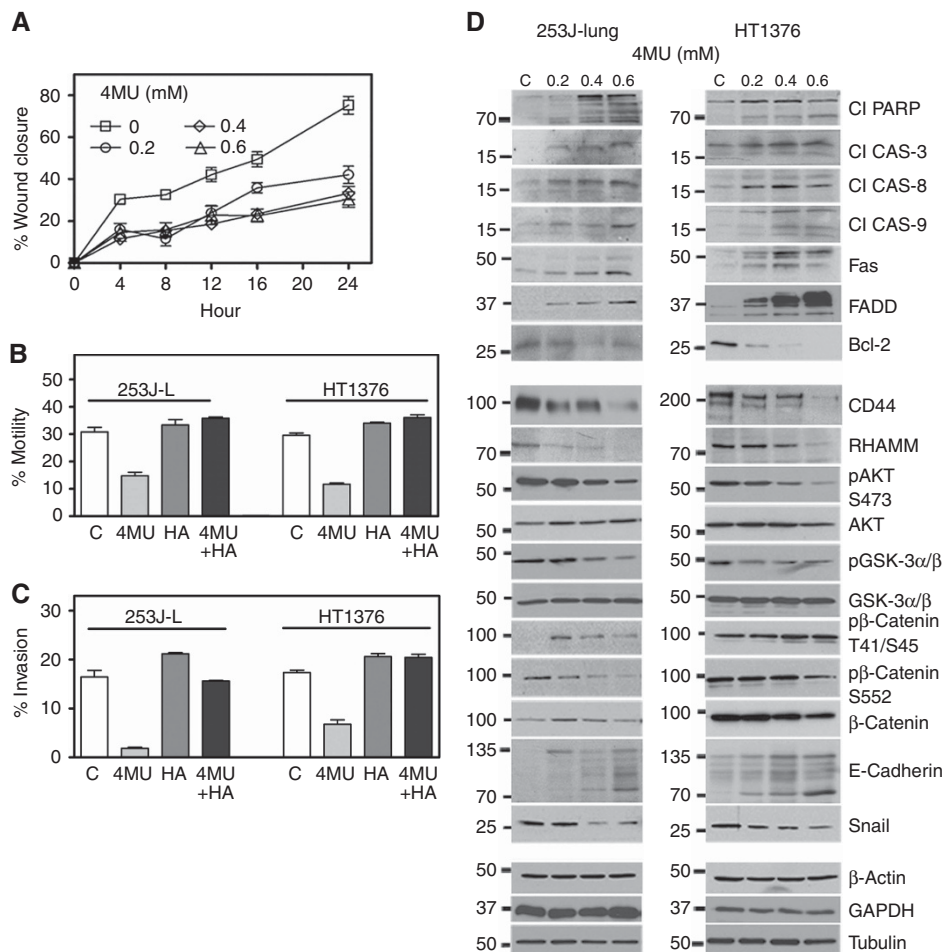 A
4MU (mM)
0
0.2
0.4
0.6
% Wound closure
80
60
40
20
0
0 4 8 12 16 20 24
Hour
B
253J-L
HT1376
% Motility
50
40
30
20
10
0
C 4MU HA 4MU +HA C 4MU HA 4MU +HA
C
253J-L
HT1376
% Invasion
30
20
10
0
C 4MU HA 4MU +HA C 4MU HA 4MU +HA
D
253J-lung HT1376
4MU (mM)
C 0.2 0.4 0.6 C 0.2 0.4 0.6
70 70 Cl PARP
15 15 Cl CAS-3
15 15 Cl CAS-8
15 15 Cl CAS-9
50 50 Fas
37 37 FADD
25 25 Bcl-2
100 200 CD44
70 70 RHAMM
50 50 pAKT
S473
50 50 AKT
50 50 pGSK-3α/β
50 50 GSK-3α/β
100 100 pβ-Catenin
T41/S45
100 100 pβ-Catenin
S552
100 100 β-Catenin
135 135 E-Cadherin
70 70
25 25 Snail
50 50 β-Actin
37 37 GAPDH
50 50 Tubulin